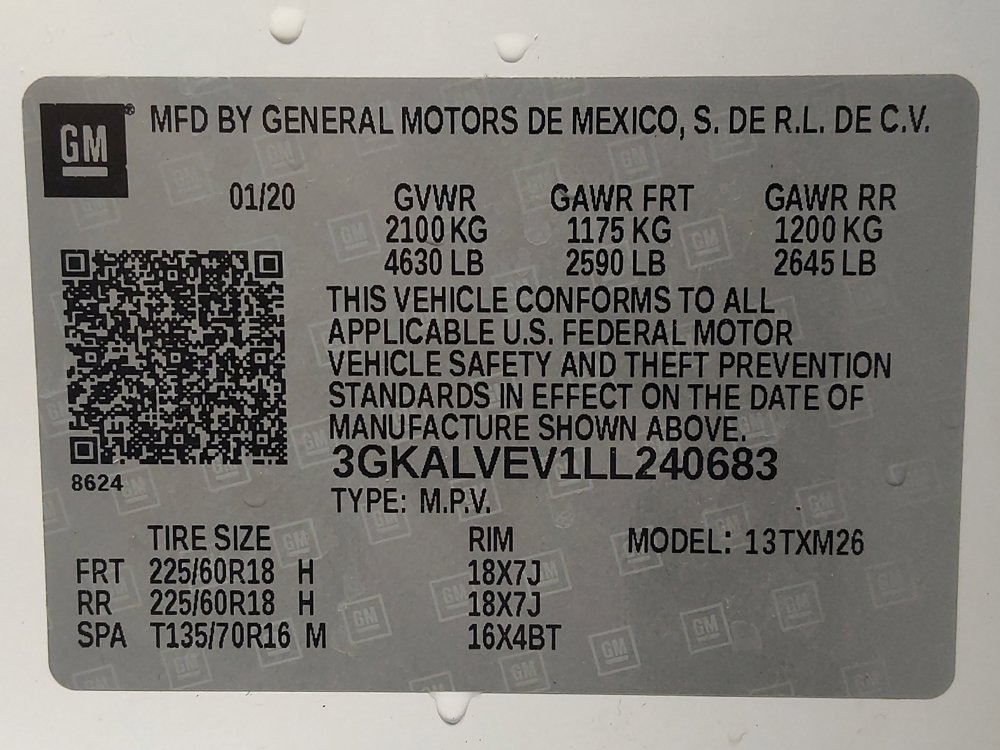 GM ® MFD BY GENERAL MOTORS DE MEXICO, S. DE R.L. DE C.V.
01/20 GVWR GAWR FRT GAWR RR
2100 KG 1175 KG 1200 KG
4630 LB 2590 LB 2645 LB
THIS VEHICLE CONFORMS TO ALL
APPLICABLE U.S. FEDERAL MOTOR
VEHICLE SAFETY AND THEFT PREVENTION
STANDARDS IN EFFECT ON THE DATE OF
MANUFACTURE SHOWN ABOVE.
3GKALVEV1LL240683
8624
TYPE: M.P.V.
TIRE SIZE RIM MODEL: 13TXM26
FRT 225/60R18 H 18X7J
RR 225/60R18 H 18X7J
SPA T135/70R16 M 16X4BT